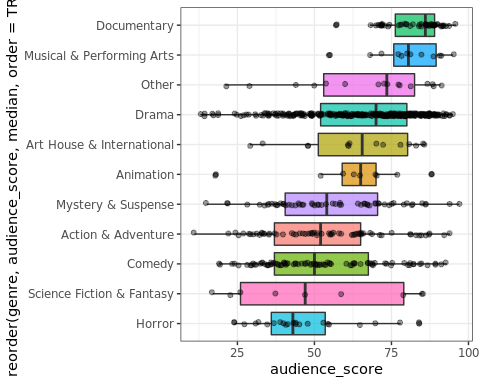 reorder(genre, audience_score, median, order = TR
Documentary
Musical & Performing Arts
Other
Drama
Art House & International
Animation
Mystery & Suspense
Action & Adventure
Comedy
Science Fiction & Fantasy
Horror
25 50 75 100
audience_score